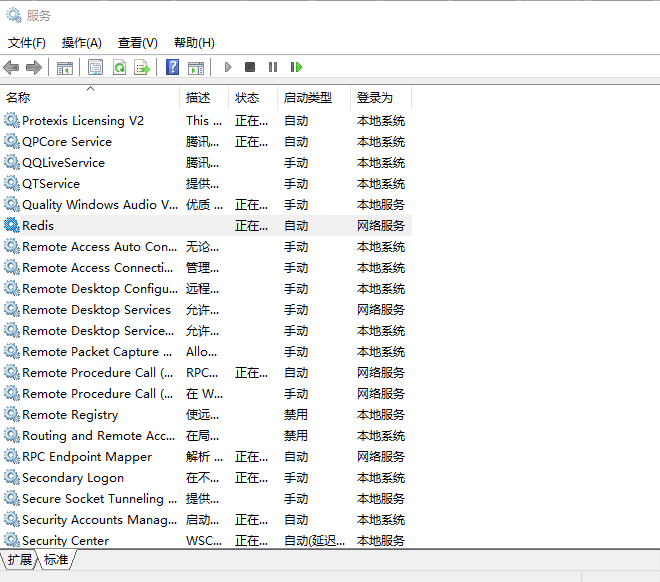 服务
文件(F) 操作(A) 查看(V) 帮助(H)
名称 描述 状态 启动类型 登录为
Protexis Licensing V2 This ... 正在... 自动 本地系统
QPCore Service 腾讯... 正在... 自动 本地系统
QQLiveService 腾讯... 手动 本地系统
QTService 提供... 手动 本地系统
Quality Windows Audio V... 优质 ... 正在... 手动 本地服务
Redis 正在... 自动 网络服务
Remote Access Auto Con... 无论... 手动 本地系统
Remote Access Connecti... 管理... 手动 本地系统
Remote Desktop Configu... 远程... 手动 本地系统
Remote Desktop Services 允许... 手动 网络服务
Remote Desktop Service... 允许... 手动 本地系统
Remote Packet Capture ... Allo... 手动 本地系统
Remote Procedure Call (... RPC... 正在... 自动 网络服务
Remote Procedure Call (... 在 W... 手动 网络服务
Remote Registry 使远... 禁用 本地服务
Routing and Remote Acc... 在局... 禁用 本地系统
RPC Endpoint Mapper 解析 ... 正在... 自动 网络服务
Secondary Logon 在不... 正在... 手动 本地系统
Secure Socket Tunneling ... 提供... 手动 本地服务
Security Accounts Manag... 启动... 正在... 自动 本地系统
Security Center WSC... 正在... 自动(延迟... 本地服务
扩展 标准